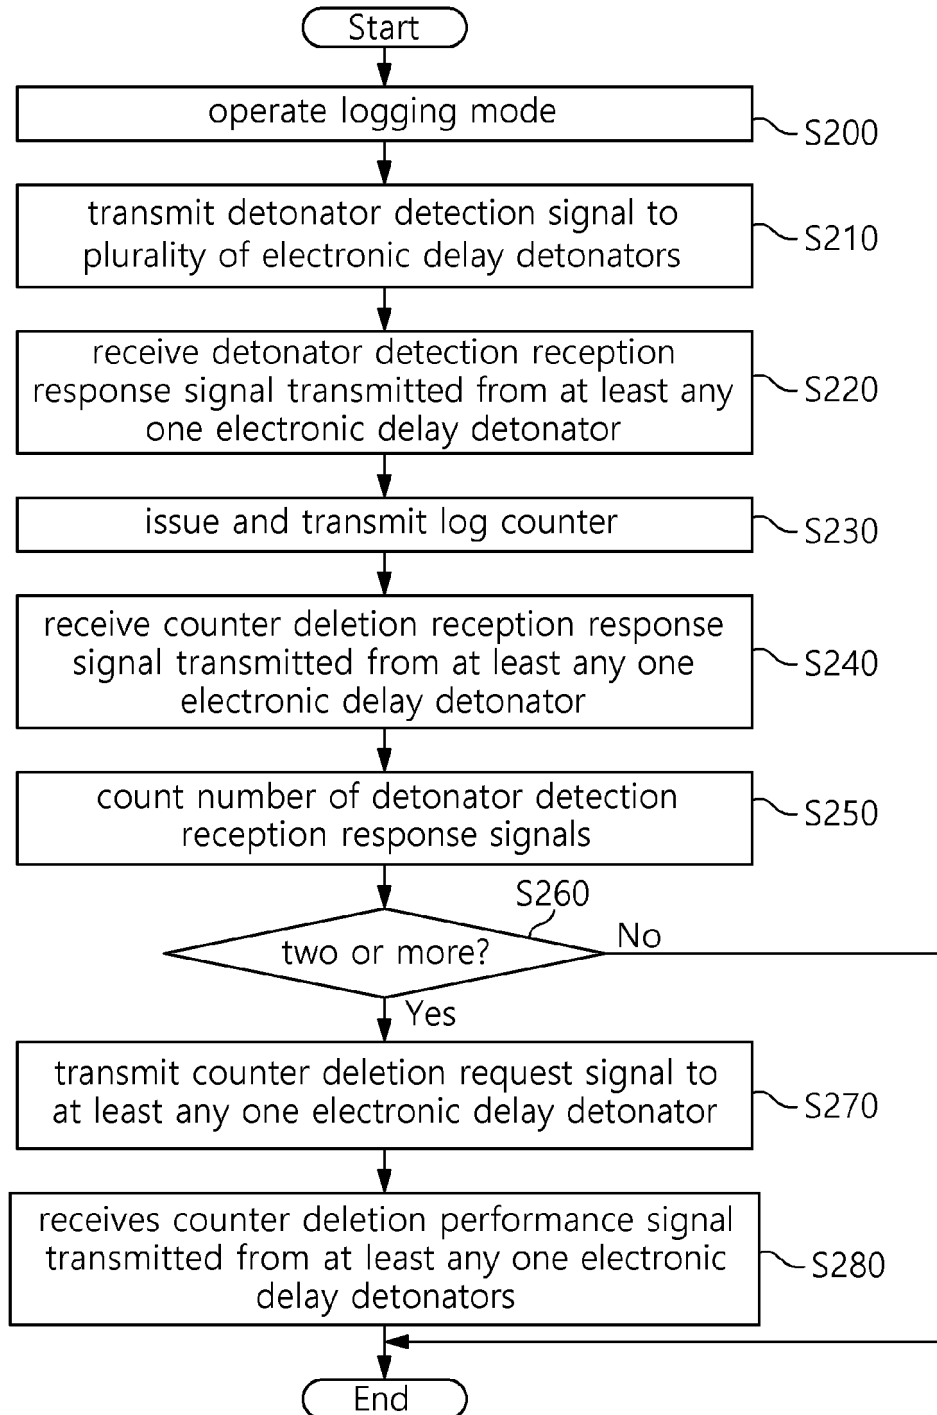 Start
operate logging mode
S200
transmit detonator detection signal to
plurality of electronic delay detonators
S210
receive detonator detection reception
response signal transmitted from at least any
one electronic delay detonator
S220
issue and transmit log counter
S230
receive counter deletion reception response
signal transmitted from at least any one
electronic delay detonator
S240
count number of detonator detection
reception response signals
S250
S260
two or more?
No
Yes
transmit counter deletion request signal to
at least any one electronic delay detonator
S270
receives counter deletion performance signal
transmitted from at least any one electronic
delay detonators
S280
End